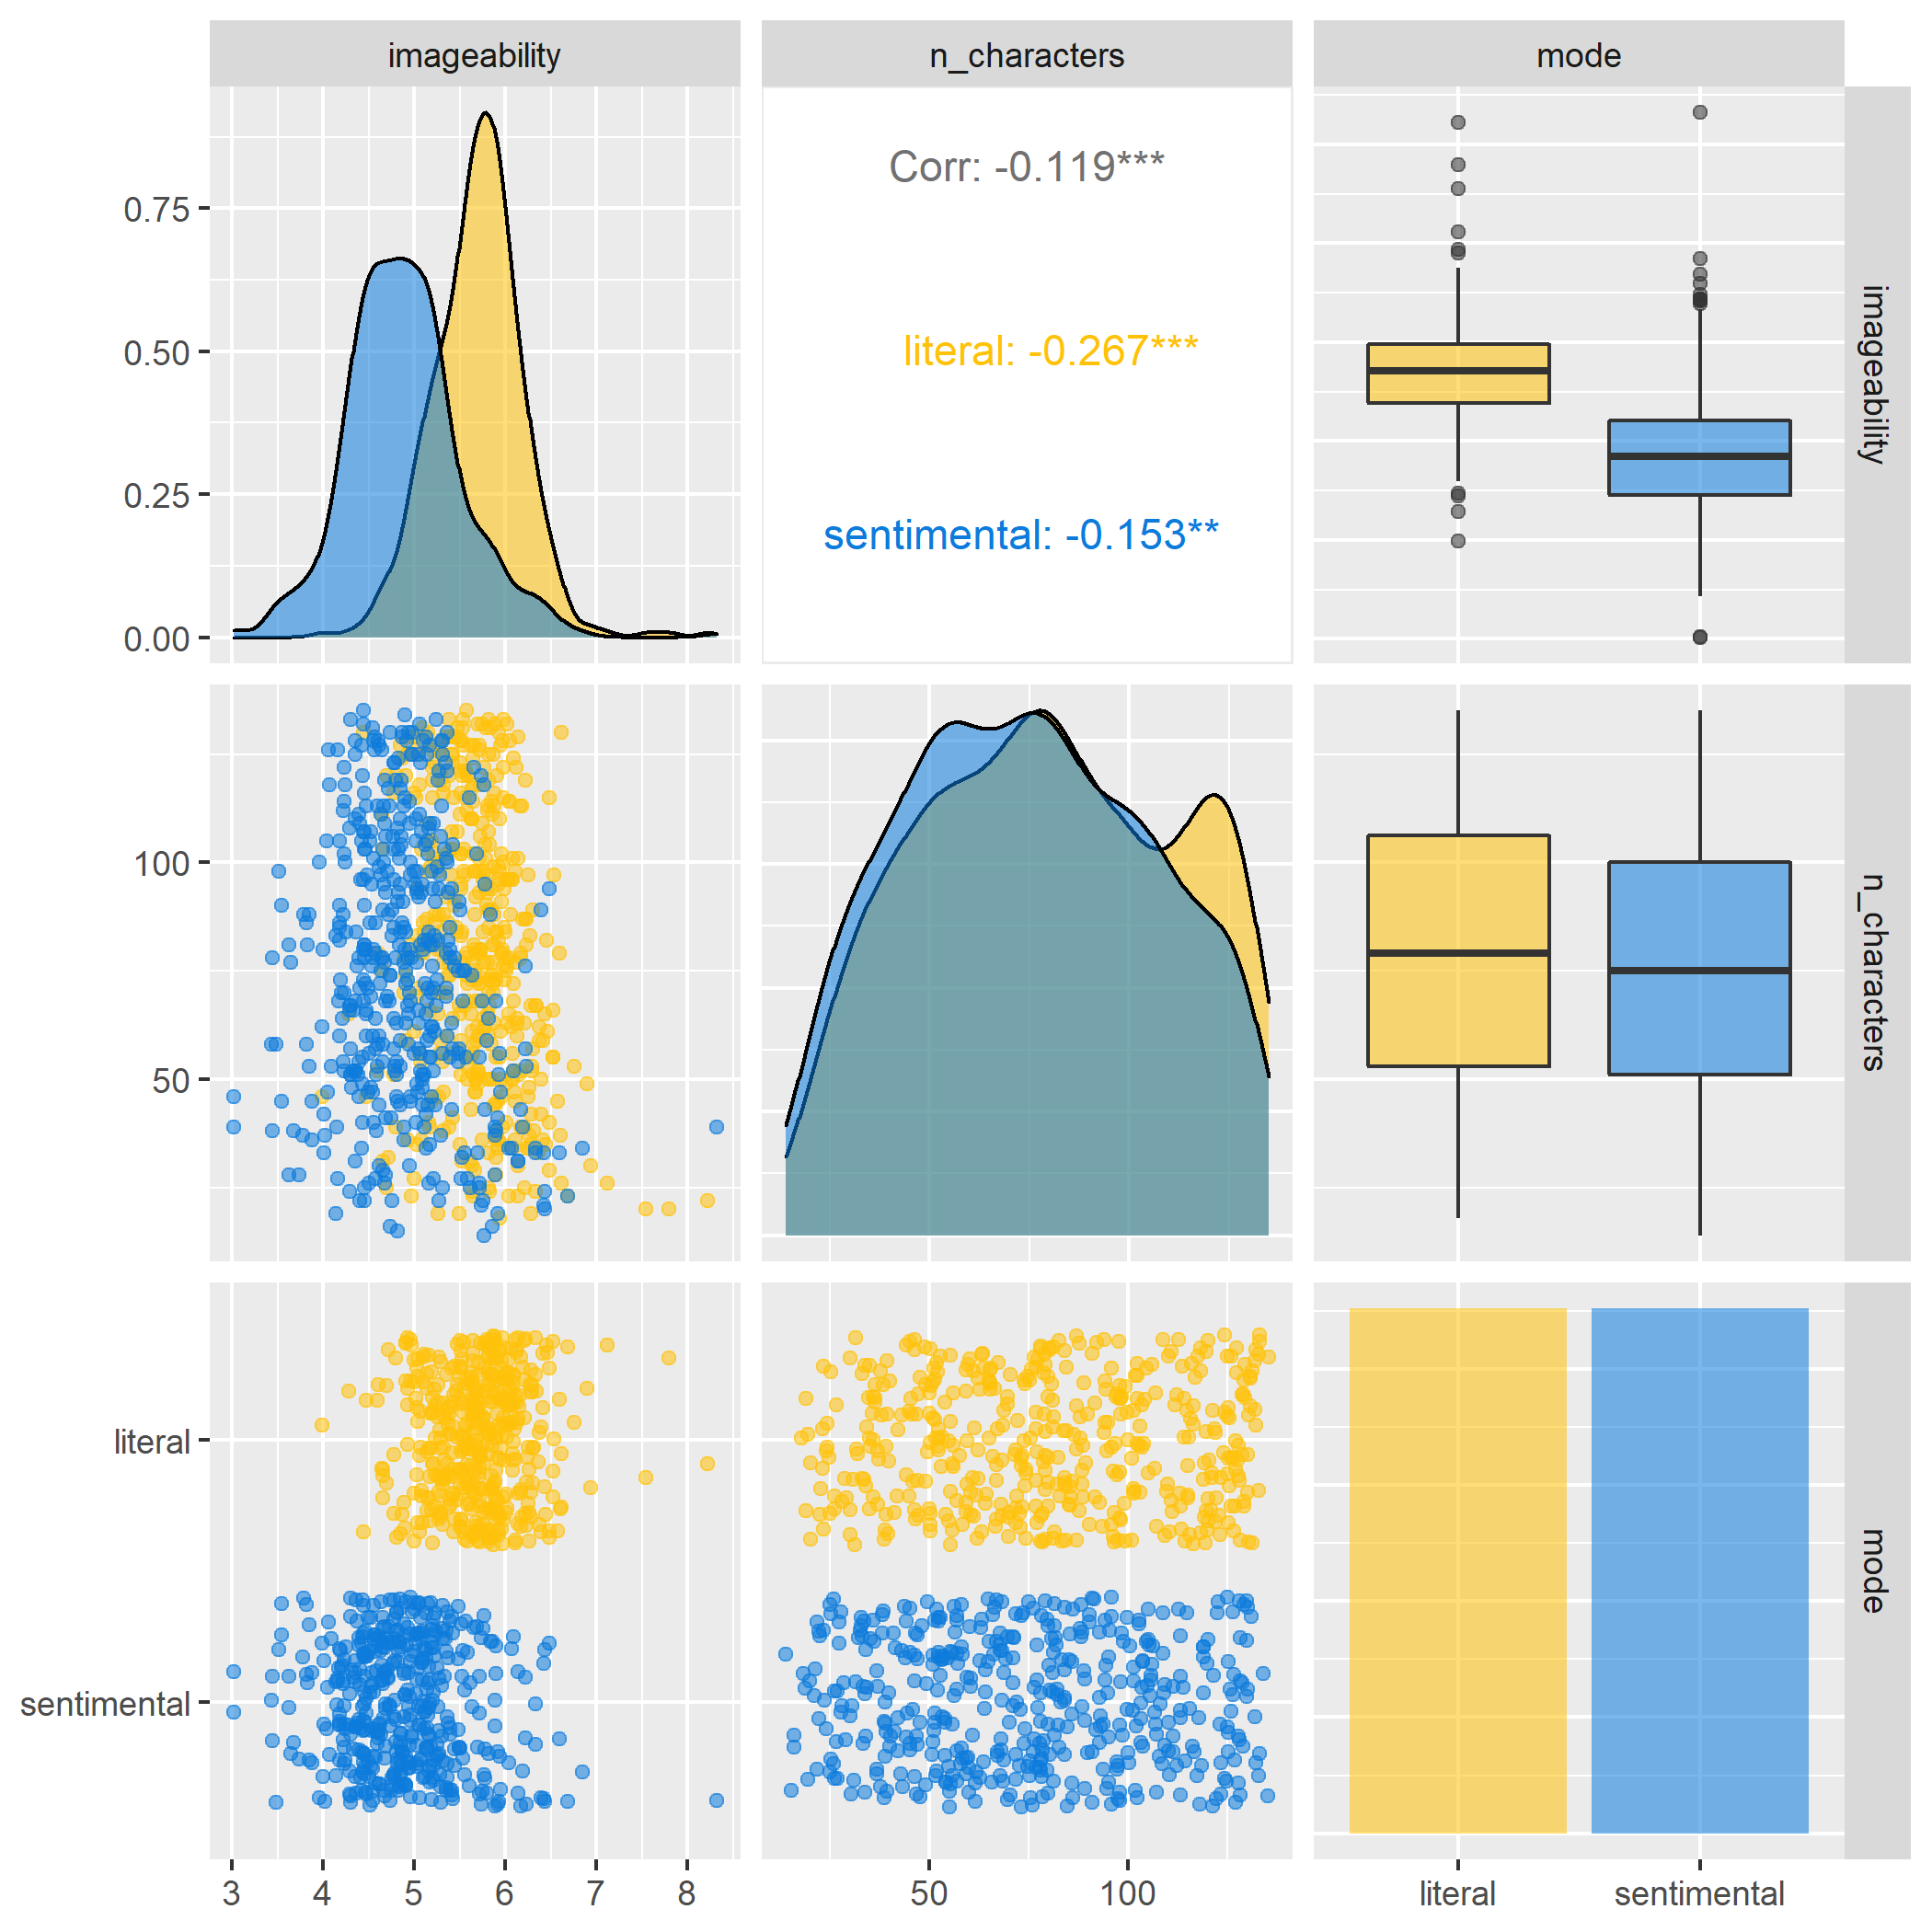 imageability
n_characters
mode
0.75
0.50
0.25
0.00
Corr: -0.119***
literal: -0.267***
sentimental: -0.153**
imageability
100
50
n_characters
literal
sentimental
mode
3 4 5 6 7 8
50 100
literal sentimental